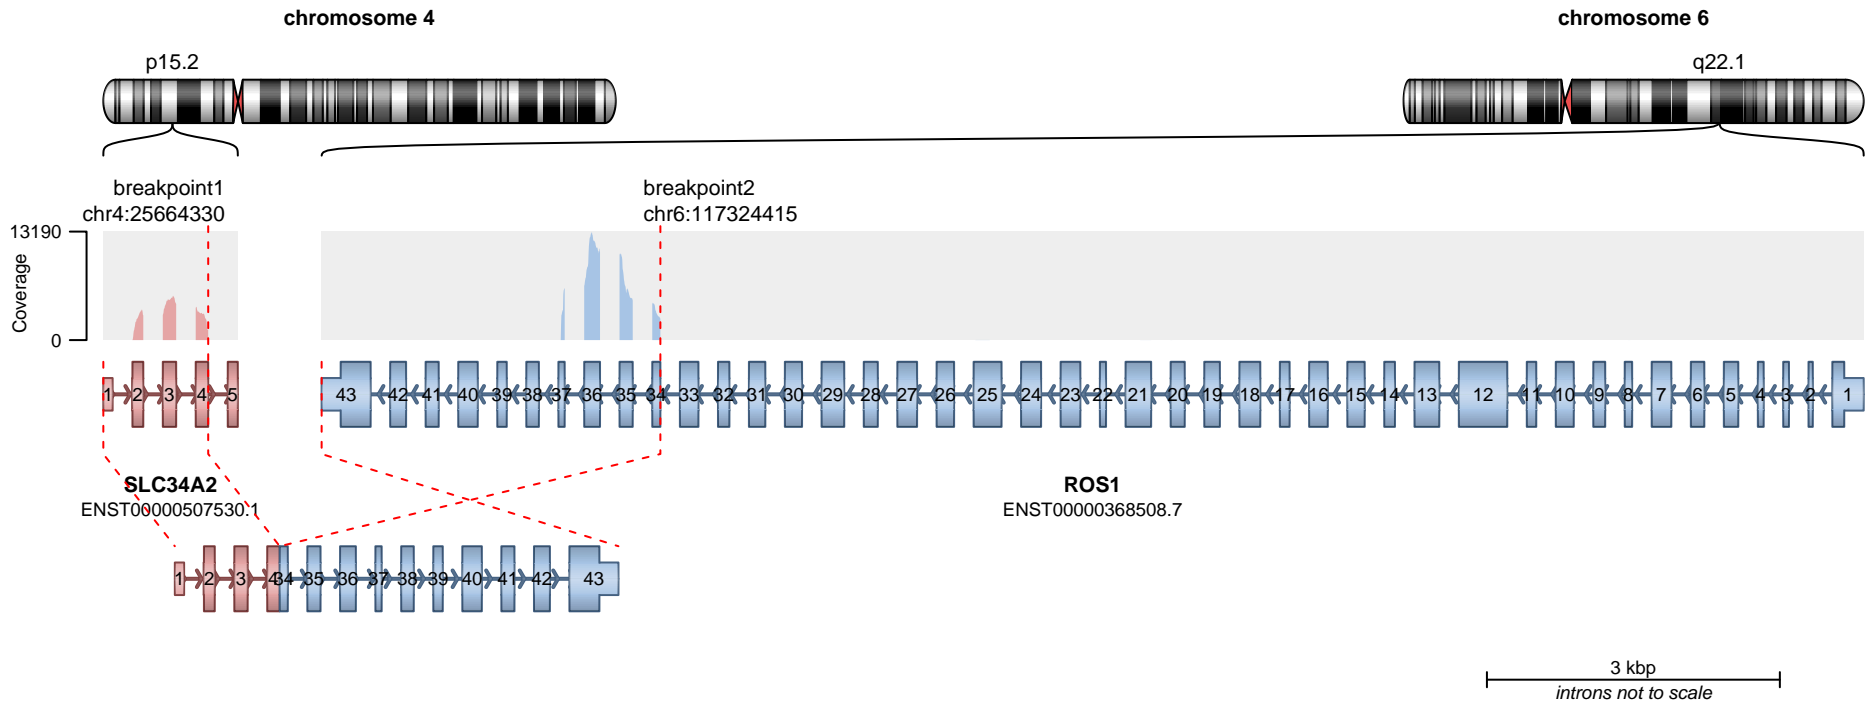 chromosome 4
chromosome 6
p15.2
q22.1
breakpoint1
chr4:25664330
breakpoint2
chr6:117324415
13190
Coverage
0
1 2 3 4 5
43 42 41 40 39 38 37 36 35 34 33 32 31 30 29 28 27 26 25 24 23 22 21 20 19 18 17 16 15 14 13 12 11 10 9 8 7 6 5 4 3 2 1
SLC34A2
ENST00000507530.1
ROS1
ENST00000368508.7
1 2 3 4 34 35 36 37 38 39 40 41 42 43
3 kbp
introns not to scale